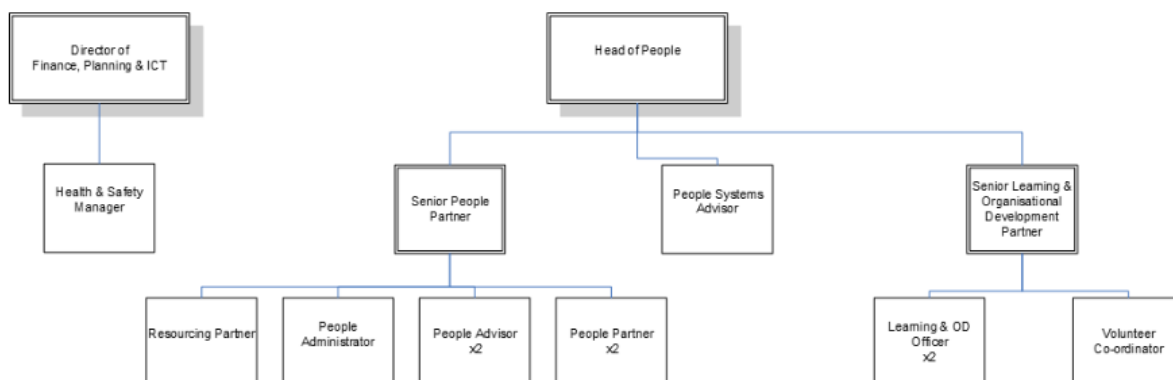 Director of
Finance, Planning & ICT
Head of People
Health & Safety
Manager
Senior People
Partner
People Systems
Advisor
Senior Learning &
Organisational
Development
Partner
Resourcing Partner
People
Administrator
People Advisor
x2
People Partner
x2
Learning & OD
Officer
x2
Volunteer
Co-ordinator